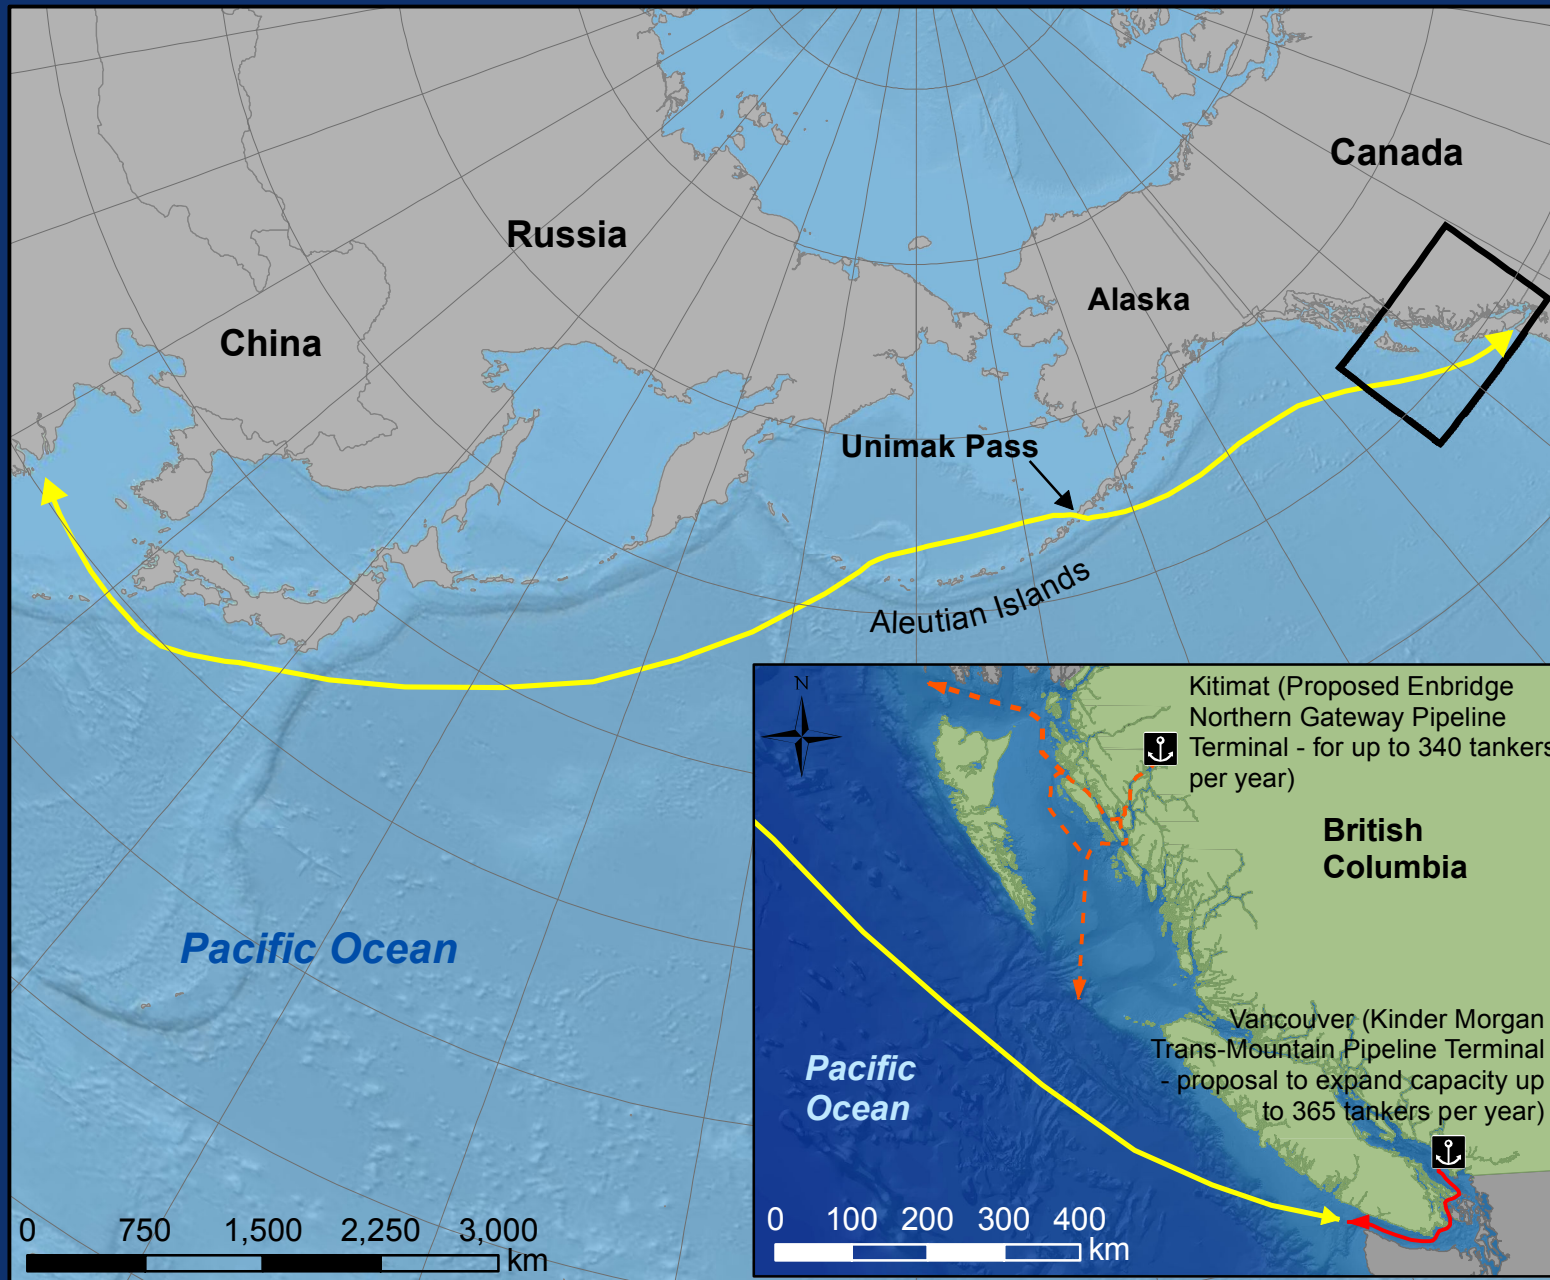 Canada
Russia
Alaska
China
Unimak Pass
Aleutian Islands
Pacific Ocean
0 750 1,500 2,250 3,000
km
N
Kitimat (Proposed Enbridge
Northern Gateway Pipeline
Terminal - for up to 340 tankers
per year)
British
Columbia
Vancouver (Kinder Morgan
Trans-Mountain Pipeline Terminal
- proposal to expand capacity up
to 365 tankers per year)
Pacific
Ocean
0 100 200 300 400
km